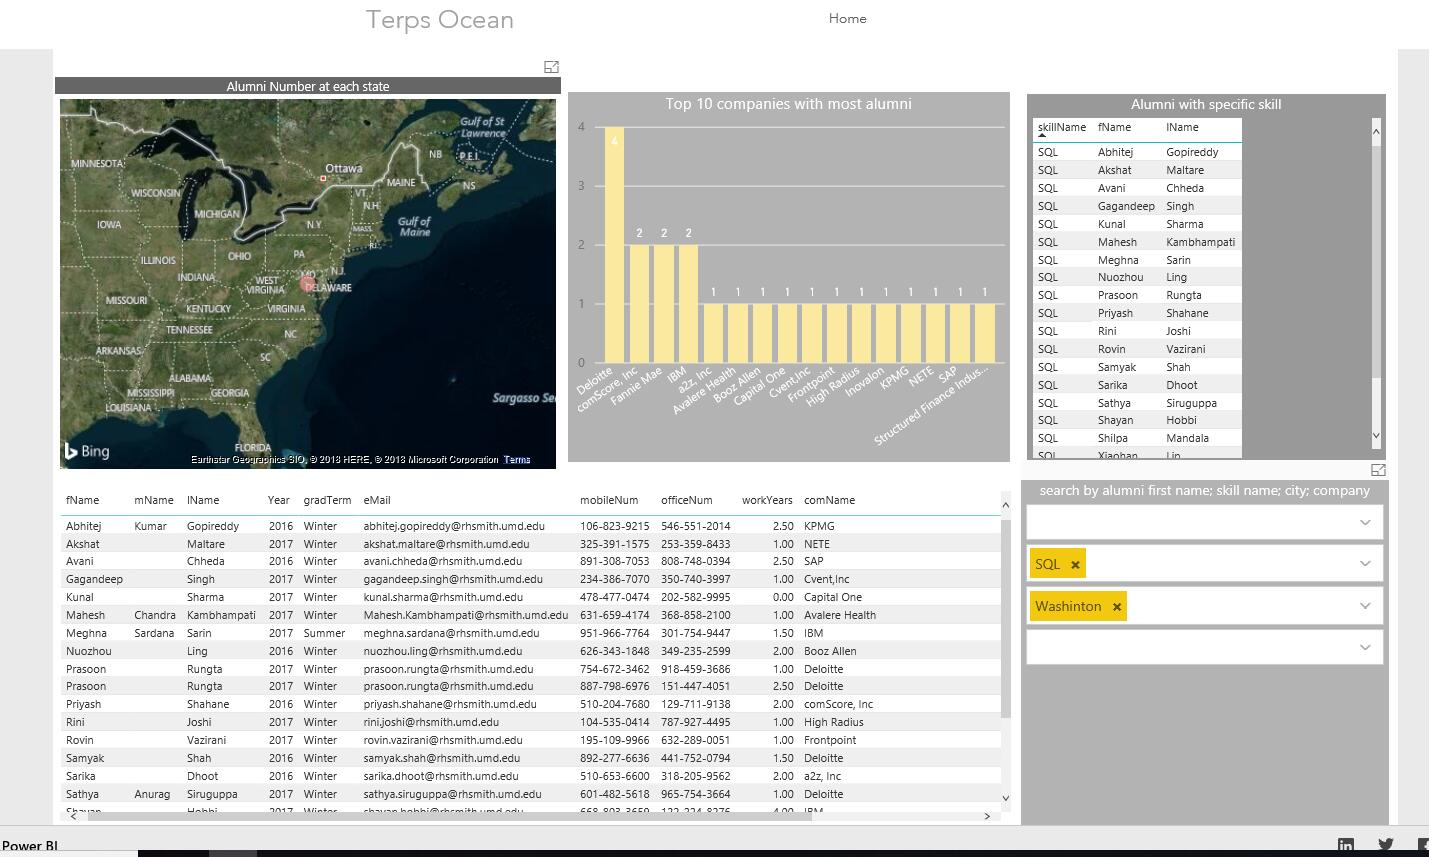 Terps Ocean
Home
Alumni Number at each state
MINNESOTA
WISCONSIN
MICHIGAN
IOWA
ILLINOIS
INDIANA
OHIO
MISSOURI
KENTUCKY
WEST
VIRGINIA
VIRGINIA
TENNESSEE
NC
ARKANSAS
SC
ALABAMA
MISSISSIPPI
GEORGIA
LOUISIANA
FLORIDA
PA
N.J.
MD
DELAWARE
N.Y
Ottawa
VT
N.H
MASS
R.I.
MAINE
NB
P.E.I.
NS
Gulf of St
Lawrence
Gulf of
Maine
Sargasso Se
Bing
Earthstar Geographics SIO, © 2018 HERE, © 2018 Microsoft Corporation Terms
Top 10 companies with most alumni
4
3
2
1
0
4 2 2 2 1 1 1 1 1 1 1 1 1 1 1 1
Deloitte
comScore, Inc
Fannie Mae
IBM
a2z, Inc
Avalere Health
Booz Allen
Capital One
Cvent,Inc
Frontpoint
High Radius
Innovalon
KPMG
NETE
SAP
Structured Finance Indus...
Alumni with specific skill
skillName fName lName
SQL Abhitej Gopireddy
SQL Akshat Maltare
SQL Avani Chheda
SQL Gagandeep Singh
SQL Kunal Sharma
SQL Mahesh Kambhampati
SQL Meghna Sarin
SQL Nuozhou Ling
SQL Prasoon Rungta
SQL Priyash Shahane
SQL Rini Joshi
SQL Rovin Vazirani
SQL Samyak Shah
SQL Sarika Dhoot
SQL Sathya Siruguppa
SQL Shayan Hobbi
SQL Shilpa Mandala
SQL Xiaohan Lin
fName mName lName Year gradTerm eMail mobileNum officeNum workYears comName
Abhitej Kumar Gopireddy 2016 Winter abhitej.gopireddy@rhsmith.umd.edu 106-823-9215 546-551-2014 2.50 KPMG
Akshat Maltare 2017 Winter akshat.maltare@rhsmith.umd.edu 325-391-1575 253-359-8433 1.00 NETE
Avani Chheda 2016 Winter avani.chheda@rhsmith.umd.edu 891-308-7053 808-748-0394 2.50 SAP
Gagandeep Singh 2017 Winter gagandeep.singh@rhsmith.umd.edu 234-386-7070 350-740-3997 1.00 Cvent,Inc
Kunal Sharma 2017 Winter kunal.sharma@rhsmith.umd.edu 478-477-0474 202-582-9995 0.00 Capital One
Mahesh Chandra Kambhampati 2017 Winter Mahesh.Kambhampati@rhsmith.umd.edu 631-659-4174 368-858-2100 1.00 Avalere Health
Meghna Sardana Sarin 2017 Summer meghna.sardana@rhsmith.umd.edu 951-966-7764 301-754-9447 1.50 IBM
Nuozhou Ling 2016 Winter nuozhou.ling@rhsmith.umd.edu 626-343-1848 349-235-2599 2.00 Booz Allen
Prasoon Rungta 2017 Winter prasoon.rungta@rhsmith.umd.edu 754-672-3462 918-459-3686 1.00 Deloitte
Prasoon Rungta 2017 Winter prasoon.rungta@rhsmith.umd.edu 887-798-6976 151-447-4051 2.50 Deloitte
Priyash Shahane 2016 Winter priyash.shahane@rhsmith.umd.edu 510-204-7680 129-711-9138 2.00 comScore, Inc
Rini Joshi 2017 Winter rini.joshi@rhsmith.umd.edu 104-535-0414 787-927-4495 1.00 High Radius
Rovin Vazirani 2017 Winter rovin.vazirani@rhsmith.umd.edu 195-109-9966 632-289-0051 1.00 Frontpoint
Samyak Shah 2016 Winter samyak.shah@rhsmith.umd.edu 892-277-6636 441-752-0794 1.50 Deloitte
Sarika Dhoot 2016 Winter sarika.dhoot@rhsmith.umd.edu 510-653-6600 318-205-9562 2.00 a2z, Inc
Sathya Anurag Siruguppa 2017 Winter sathya.siruguppa@rhsmith.umd.edu 601-482-5618 965-754-3664 1.00 Deloitte
Shayan Hobbi 2017 Winter shayan.hobbi@rhsmith.umd.edu IBM
search by alumni first name; skill name; city; company
SQL
Washinton
Power BI